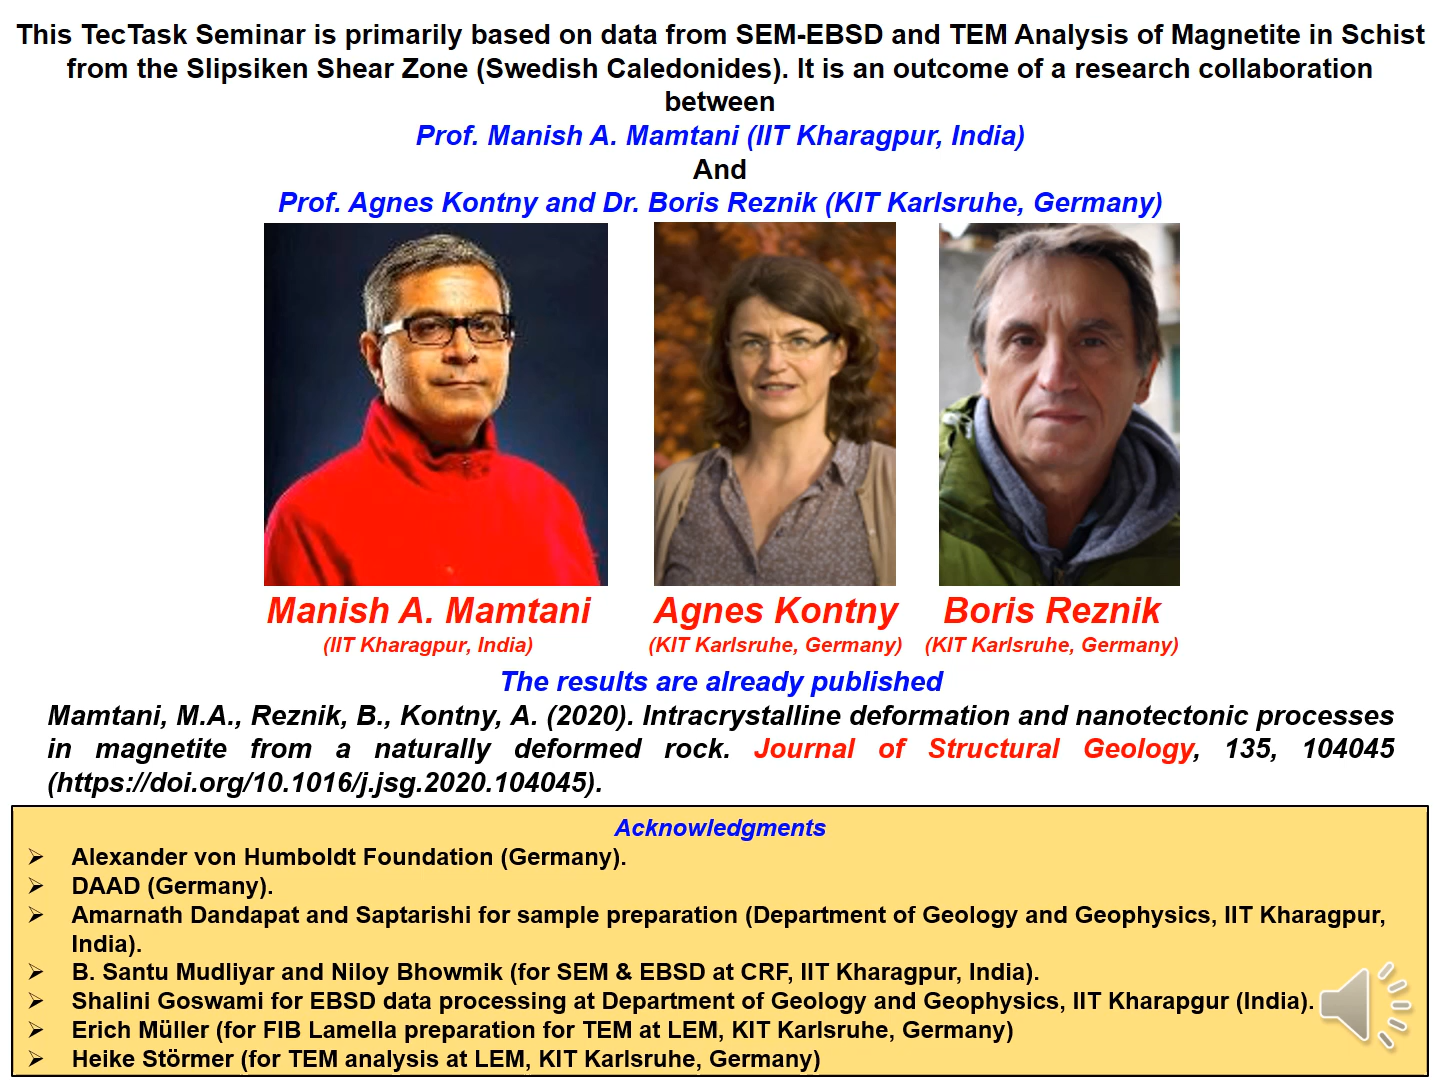 This TecTask Seminar is primarily based on data from SEM-EBSD and TEM Analysis of Magnetite in Schist
from the Slipsiken Shear Zone (Swedish Caledonides). It is an outcome of a research collaboration
between
Prof. Manish A. Mamtani (IIT Kharagpur, India)
And
Prof. Agnes Kontny and Dr. Boris Reznik (KIT Karlsruhe, Germany)
Manish A. Mamtani
(IIT Kharagpur, India)
Agnes Kontny
(KIT Karlsruhe, Germany)
Boris Reznik
(KIT Karlsruhe, Germany)
The results are already published
Mamtani, M.A., Reznik, B., Kontny, A. (2020). Intracrystalline deformation and nanotectonic processes
in magnetite from a naturally deformed rock. Journal of Structural Geology, 135, 104045
(https://doi.org/10.1016/j.jsg.2020.104045).
Acknowledgments
➢ Alexander von Humboldt Foundation (Germany).
➢ DAAD (Germany).
➢ Amarnath Dandapat and Saptarishi for sample preparation (Department of Geology and Geophysics, IIT Kharagpur,
India).
➢ B. Santu Mudliyar and Niloy Bhowmik (for SEM & EBSD at CRF, IIT Kharagpur, India).
➢ Shalini Goswami for EBSD data processing at Department of Geology and Geophysics, IIT Kharapgur (India).
➢ Erich Müller (for FIB Lamella preparation for TEM at LEM, KIT Karlsruhe, Germany)
➢ Heike Störmer (for TEM analysis at LEM, KIT Karlsruhe, Germany)